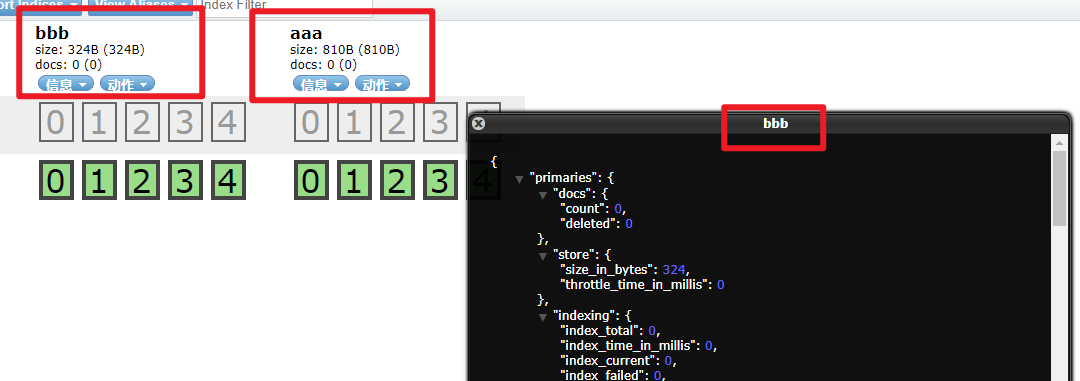 ort Indices View Aliases Index Filter
bbb
size: 324B (324B)
docs: 0 (0)
信息 动作
aaa
size: 810B (810B)
docs: 0 (0)
信息 动作
0 1 2 3 4
0 1 2 3 4
0 1 2 3 4
0 1 2 3 4
bbb
{
"primaries": {
"docs": {
"count": 0,
"deleted": 0
},
"store": {
"size_in_bytes": 324,
"throttle_time_in_millis": 0
},
"indexing": {
"index_total": 0,
"index_time_in_millis": 0,
"index_current": 0,
"index_failed": 0,